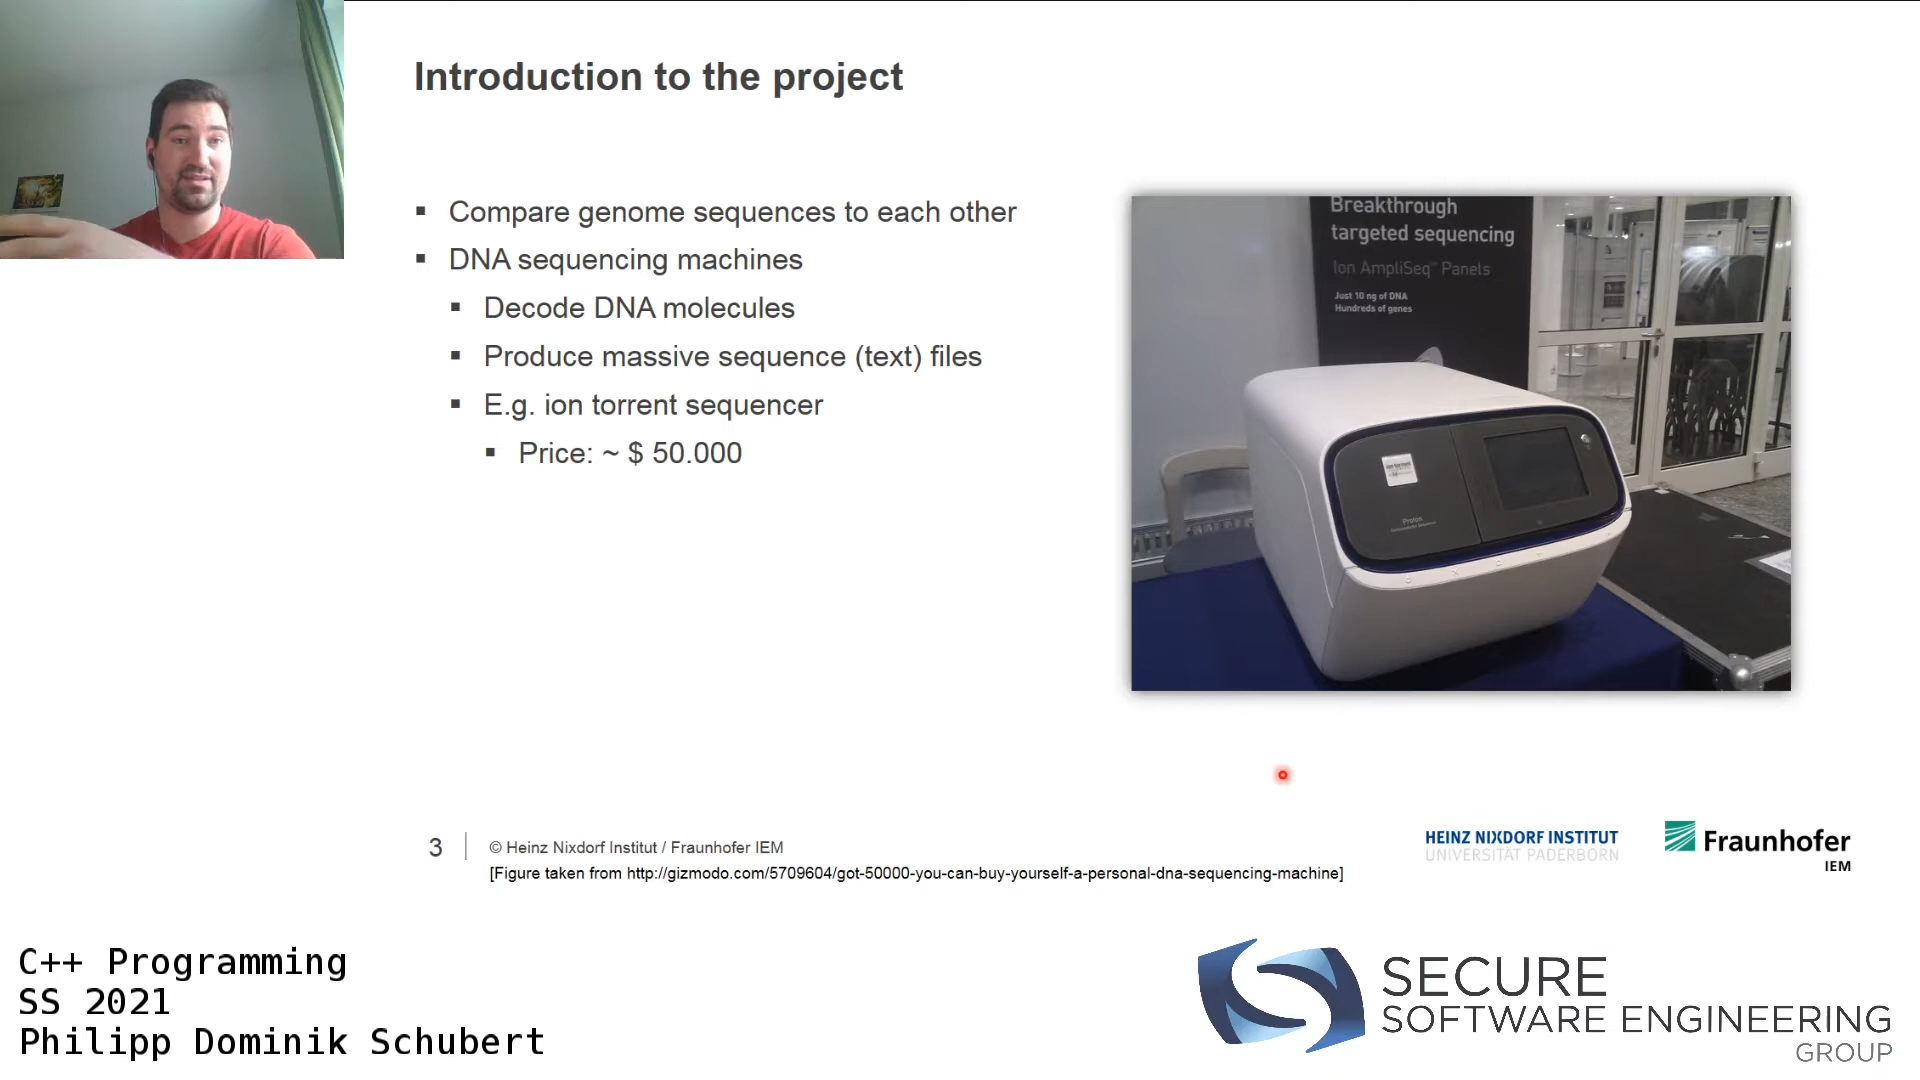 Introduction to the project
▪ Compare genome sequences to each other
▪ DNA sequencing machines
▪ Decode DNA molecules
▪ Produce massive sequence (text) files
▪ E.g. ion torrent sequencer
▪ Price: ~ $ 50.000
Breakthrough
targeted sequencing
Ion AmpliSeq™ Panels
Just 10 ng of DNA
Hundreds of genes
ion torrent
Proton
3
© Heinz Nixdorf Institut / Fraunhofer IEM
[Figure taken from http://gizmodo.com/5709604/got-50000-you-can-buy-yourself-a-personal-dna-sequencing-machine]
HEINZ NIXDORF INSTITUT
UNIVERSITÄT PADERBORN
Fraunhofer
IEM
C++ Programming
SS 2021
Philipp Dominik Schubert
SECURE
SOFTWARE ENGINEERING
GROUP